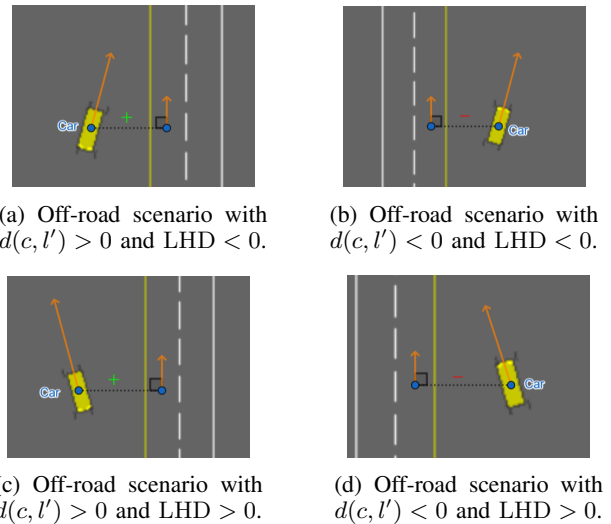 Car
+
−
Car
(a) Off-road scenario with
d(c, l′) > 0 and LHD < 0.
(b) Off-road scenario with
d(c, l′) < 0 and LHD < 0.
Car
+
−
Car
(c) Off-road scenario with
d(c, l′) > 0 and LHD > 0.
(d) Off-road scenario with
d(c, l′) < 0 and LHD > 0.